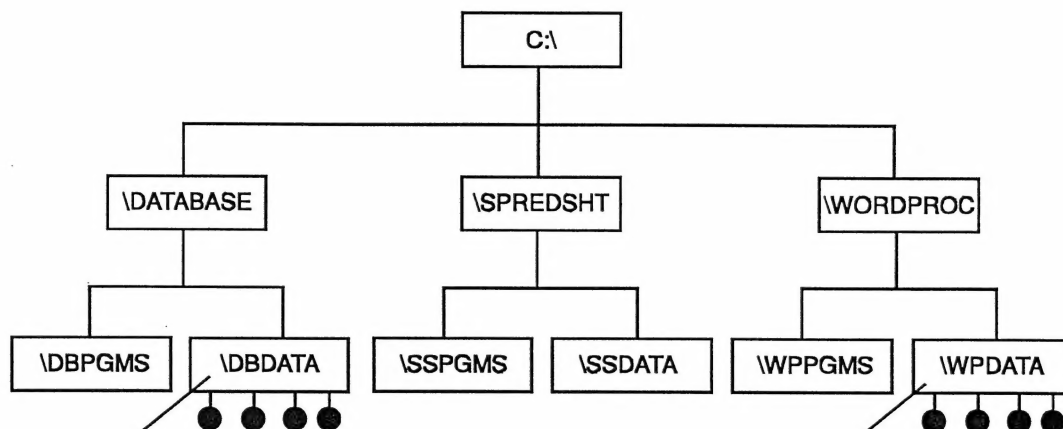 C:\
\DATABASE
\SPREDSHT
\WORDPROC
\DBPGMS
\DBDATA
\SSPGMS
\SSDATA
\WPPGMS
\WPDATA